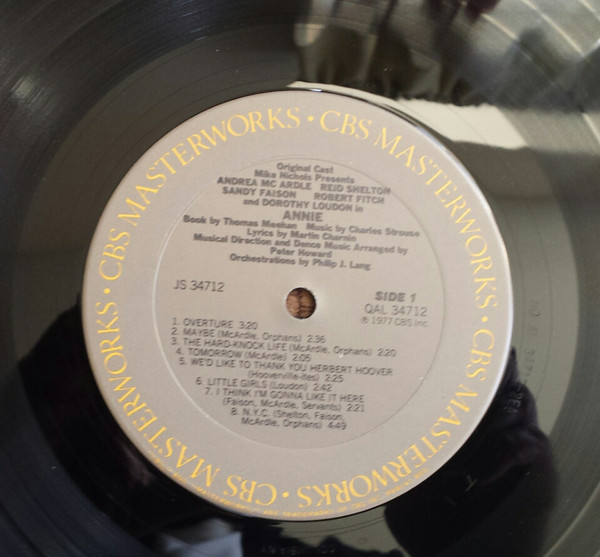 CBS MASTERWORKS · CBS MASTERWORKS · CBS MASTERWORKS · CBS MASTERWORKS ·
Original Cast
Mike Nichols Presents
ANDREA MC ARDLE REID SHELTON
SANDY FAISON ROBERT FITCH
and DOROTHY LOUDON in
ANNIE
Book by Thomas Meehan Music by Charles Strouse
Lyrics by Martin Charnin
Musical Direction and Dance Music Arranged by
Peter Howard
Orchestrations by Philip J. Lang
JS 34712
SIDE 1
QAL 34712
℗ 1977 CBS Inc.
1. OVERTURE 3:20
2. MAYBE (McArdle, Orphans) 2:36
3. THE HARD-KNOCK LIFE (McArdle, Orphans) 2:20
4. TOMORROW (McArdle) 2:05
5. WE'D LIKE TO THANK YOU HERBERT HOOVER
(Hooverville-ites) 2:25
6. LITTLE GIRLS (Loudon) 2:42
7. I THINK I'M GONNA LIKE IT HERE
(Faison, McArdle, Servants) 2:21
8. N.Y.C. (Shelton, Faison,
McArdle, Orphans) 4:49